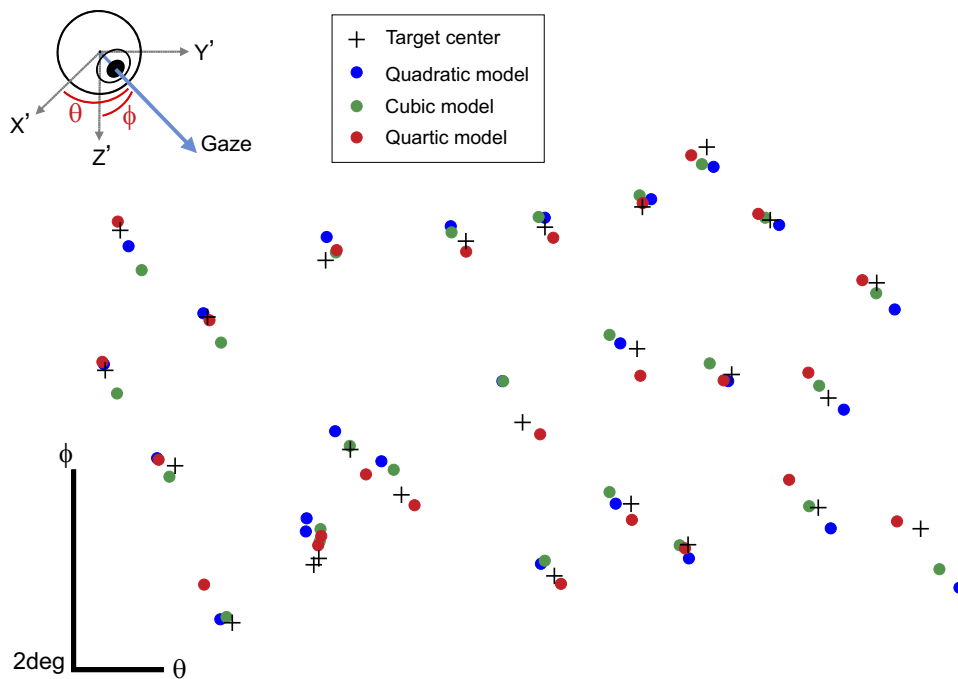 Y’
X’
θ
ϕ
Z’
Gaze
Target center
Quadratic model
Cubic model
Quartic model
ϕ
2deg
θ